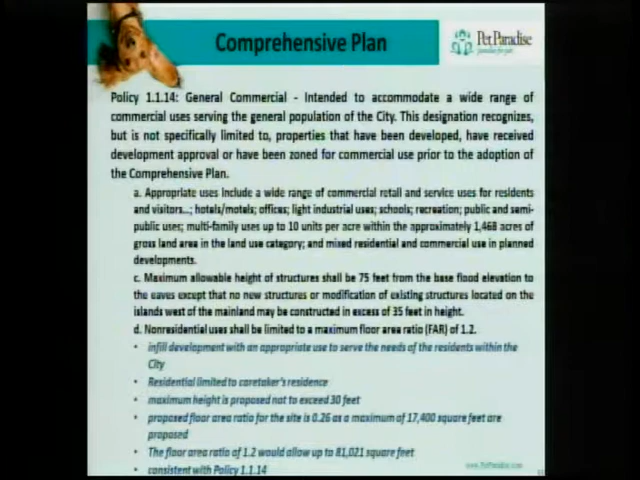 Comprehensive Plan
Pet Paradise
Policy 1.1.14: General Commercial - Intended to accommodate a wide range of
commercial uses serving the general population of the City. This designation recognizes,
but is not specifically limited to, properties that have been developed, have received
development approval or have been zoned for commercial use prior to the adoption of
the Comprehensive Plan.
a. Appropriate uses include a wide range of commercial retail and service uses for residents
and visitors...; hotels/motels; offices; light industrial uses; schools; recreation; public and semi-
public uses; multi-family uses up to 10 units per acre within the approximately 1,468 acres of
gross land area in the land use category; and mixed residential and commercial use in planned
developments.
c. Maximum allowable height of structures shall be 75 feet from the base flood elevation to
the eaves except that no new structures or modification of existing structures located on the
islands west of the mainland may be constructed in excess of 35 feet in height.
d. Nonresidential uses shall be limited to a maximum floor area ratio (FAR) of 1.2.
• infill development with an appropriate use to serve the needs of the residents within the
City
• Residential limited to caretaker's residence
• maximum height is proposed not to exceed 30 feet
• proposed floor area ratio for the site is 0.26 as a maximum of 17,400 square feet are
proposed
• The floor area ratio of 1.2 would allow up to 81,021 square feet
• consistent with Policy 1.1.14
www.PetParadise.com